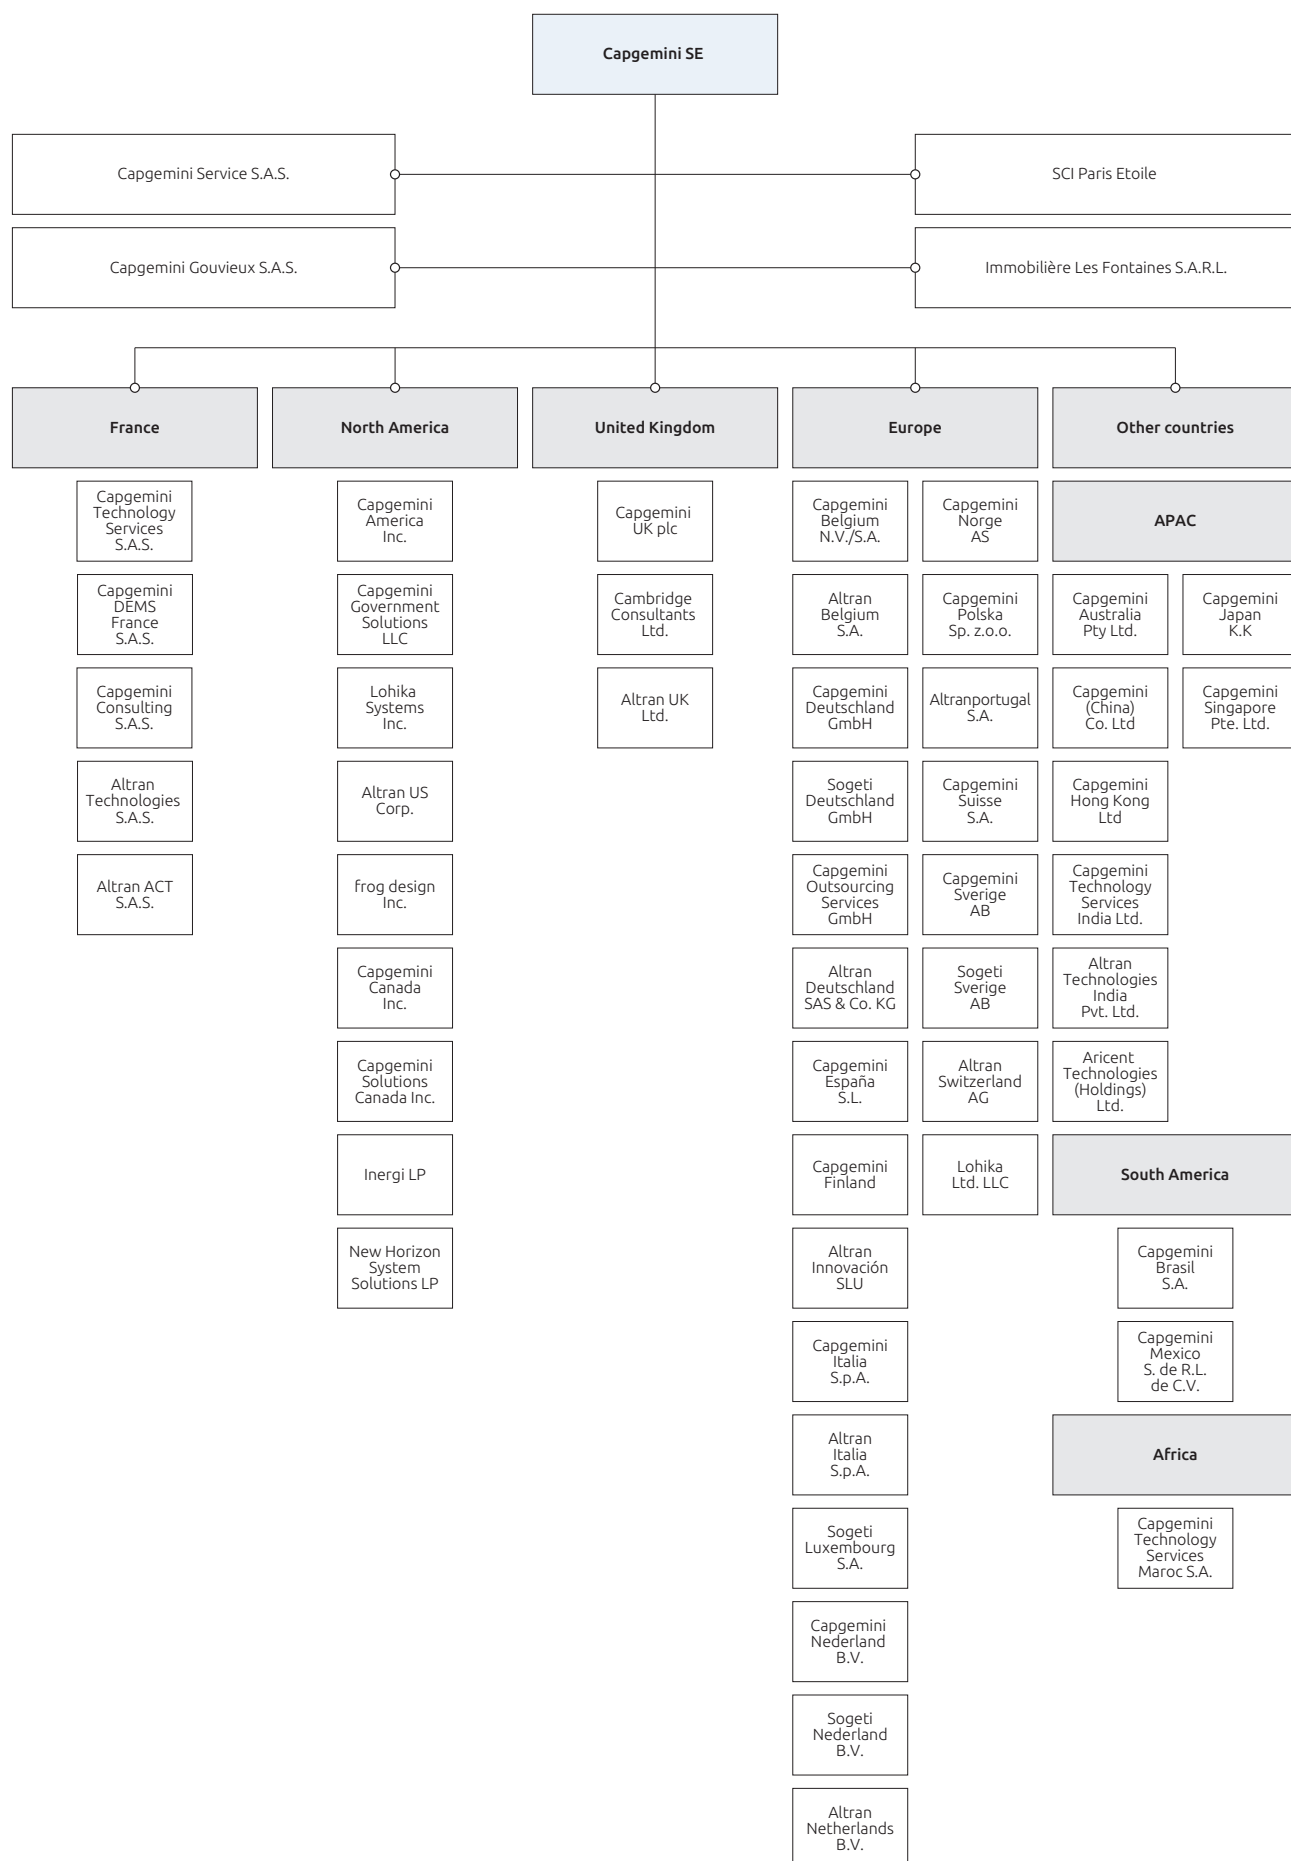 Capgemini SE
Capgemini Service S.A.S.
SCI Paris Etoile
Capgemini Gouvieux S.A.S.
Immobilière Les Fontaines S.A.R.L.
France
North America
United Kingdom
Europe
Other countries
Capgemini
Technology
Services
S.A.S.
Capgemini
DEMS
France
S.A.S.
Capgemini
Consulting
S.A.S.
Altran
Technologies
S.A.S.
Altran ACT
S.A.S.
Capgemini
America
Inc.
Capgemini
Government
Solutions
LLC
Lohika
Systems
Inc.
Altran US
Corp.
frog design
Inc.
Capgemini
Canada
Inc.
Capgemini
Solutions
Canada Inc.
Inergi LP
New Horizon
System
Solutions LP
Capgemini
UK plc
Cambridge
Consultants
Ltd.
Altran UK
Ltd.
Capgemini
Belgium
N.V./S.A.
Altran
Belgium
S.A.
Capgemini
Deutschland
GmbH
Sogeti
Deutschland
GmbH
Capgemini
Outsourcing
Services
GmbH
Altran
Deutschland
SAS & Co. KG
Capgemini
España
S.L.
Capgemini
Finland
Altran
Innovación
SLU
Capgemini
Italia
S.p.A.
Altran
Italia
S.p.A.
Sogeti
Luxembourg
S.A.
Capgemini
Nederland
B.V.
Sogeti
Nederland
B.V.
Altran
Netherlands
B.V.
Capgemini
Norge
AS
Capgemini
Polska
Sp. z.o.o.
Altranportugal
S.A.
Capgemini
Suisse
S.A.
Capgemini
Sverige
AB
Sogeti
Sverige
AB
Altran
Switzerland
AG
Lohika
Ltd. LLC
APAC
Capgemini
Australia
Pty Ltd.
Capgemini
(China)
Co. Ltd
Capgemini
Hong Kong
Ltd
Capgemini
Technology
Services
India Ltd.
Altran
Technologies
India
Pvt. Ltd.
Aricent
Technologies
(Holdings)
Ltd.
Capgemini
Japan
K.K
Capgemini
Singapore
Pte. Ltd.
South America
Capgemini
Brasil
S.A.
Capgemini
Mexico
S. de R.L.
de C.V.
Africa
Capgemini
Technology
Services
Maroc S.A.